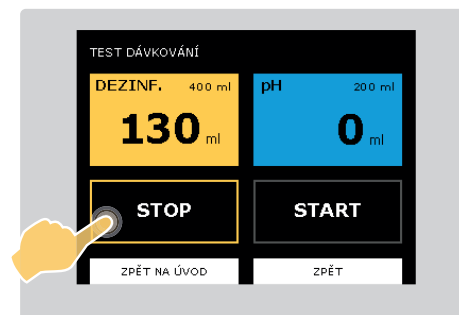 TEST DÁVKOVÁNÍ
DEZINF. 400 ml
130 ml
pH 200 ml
0 ml
STOP
START
ZPĚT NA ÚVOD
ZPĚT